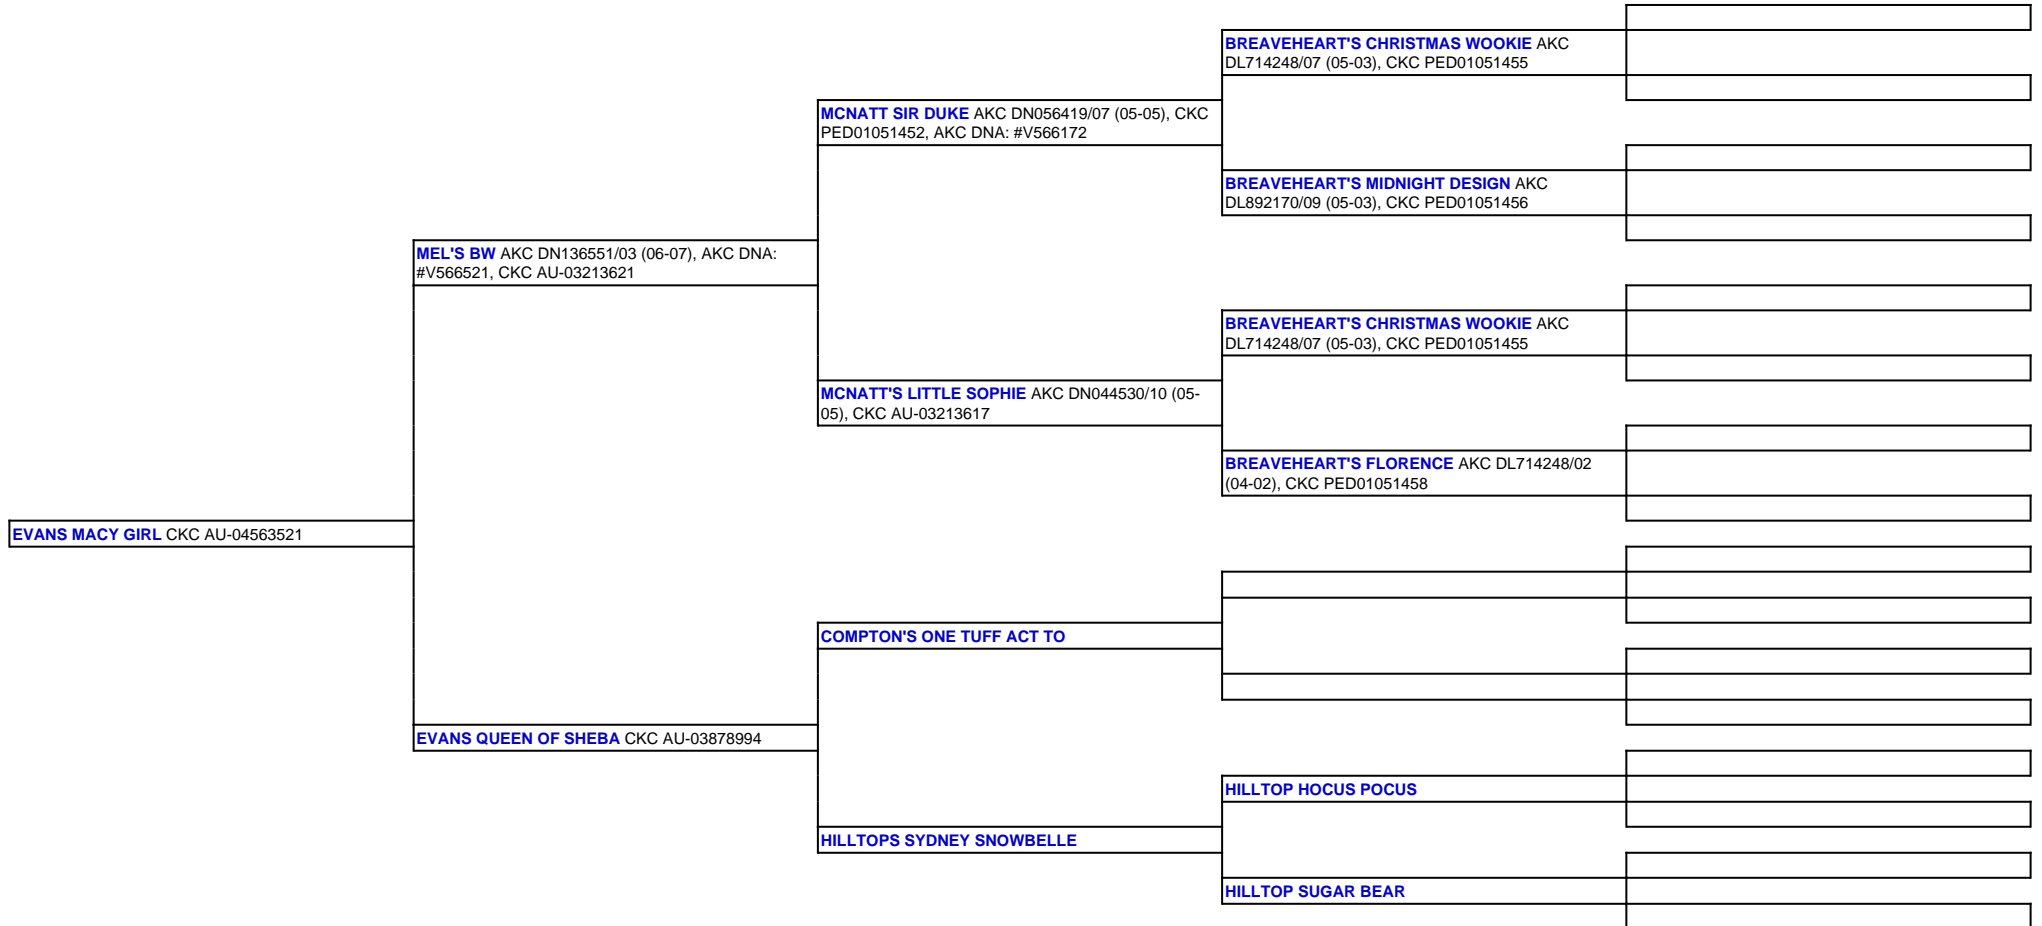 BREAVEHEART'S CHRISTMAS WOOKIE AKC
DL714248/07 (05-03), CKC PED01051455
MCNATT SIR DUKE AKC DN056419/07 (05-05), CKC
PED01051452, AKC DNA: #V566172
BREAVEHEART'S MIDNIGHT DESIGN AKC
DL892170/09 (05-03), CKC PED01051456
MEL'S BW AKC DN136551/03 (06-07), AKC DNA:
#V566521, CKC AU-03213621
BREAVEHEART'S CHRISTMAS WOOKIE AKC
DL714248/07 (05-03), CKC PED01051455
MCNATT'S LITTLE SOPHIE AKC DN044530/10 (05-
05), CKC AU-03213617
BREAVEHEART'S FLORENCE AKC DL714248/02
(04-02), CKC PED01051458
EVANS MACY GIRL CKC AU-04563521
COMPTON'S ONE TUFF ACT TO
EVANS QUEEN OF SHEBA CKC AU-03878994
HILLTOP HOCUS POCUS
HILLTOPS SYDNEY SNOWBELLE
HILLTOP SUGAR BEAR